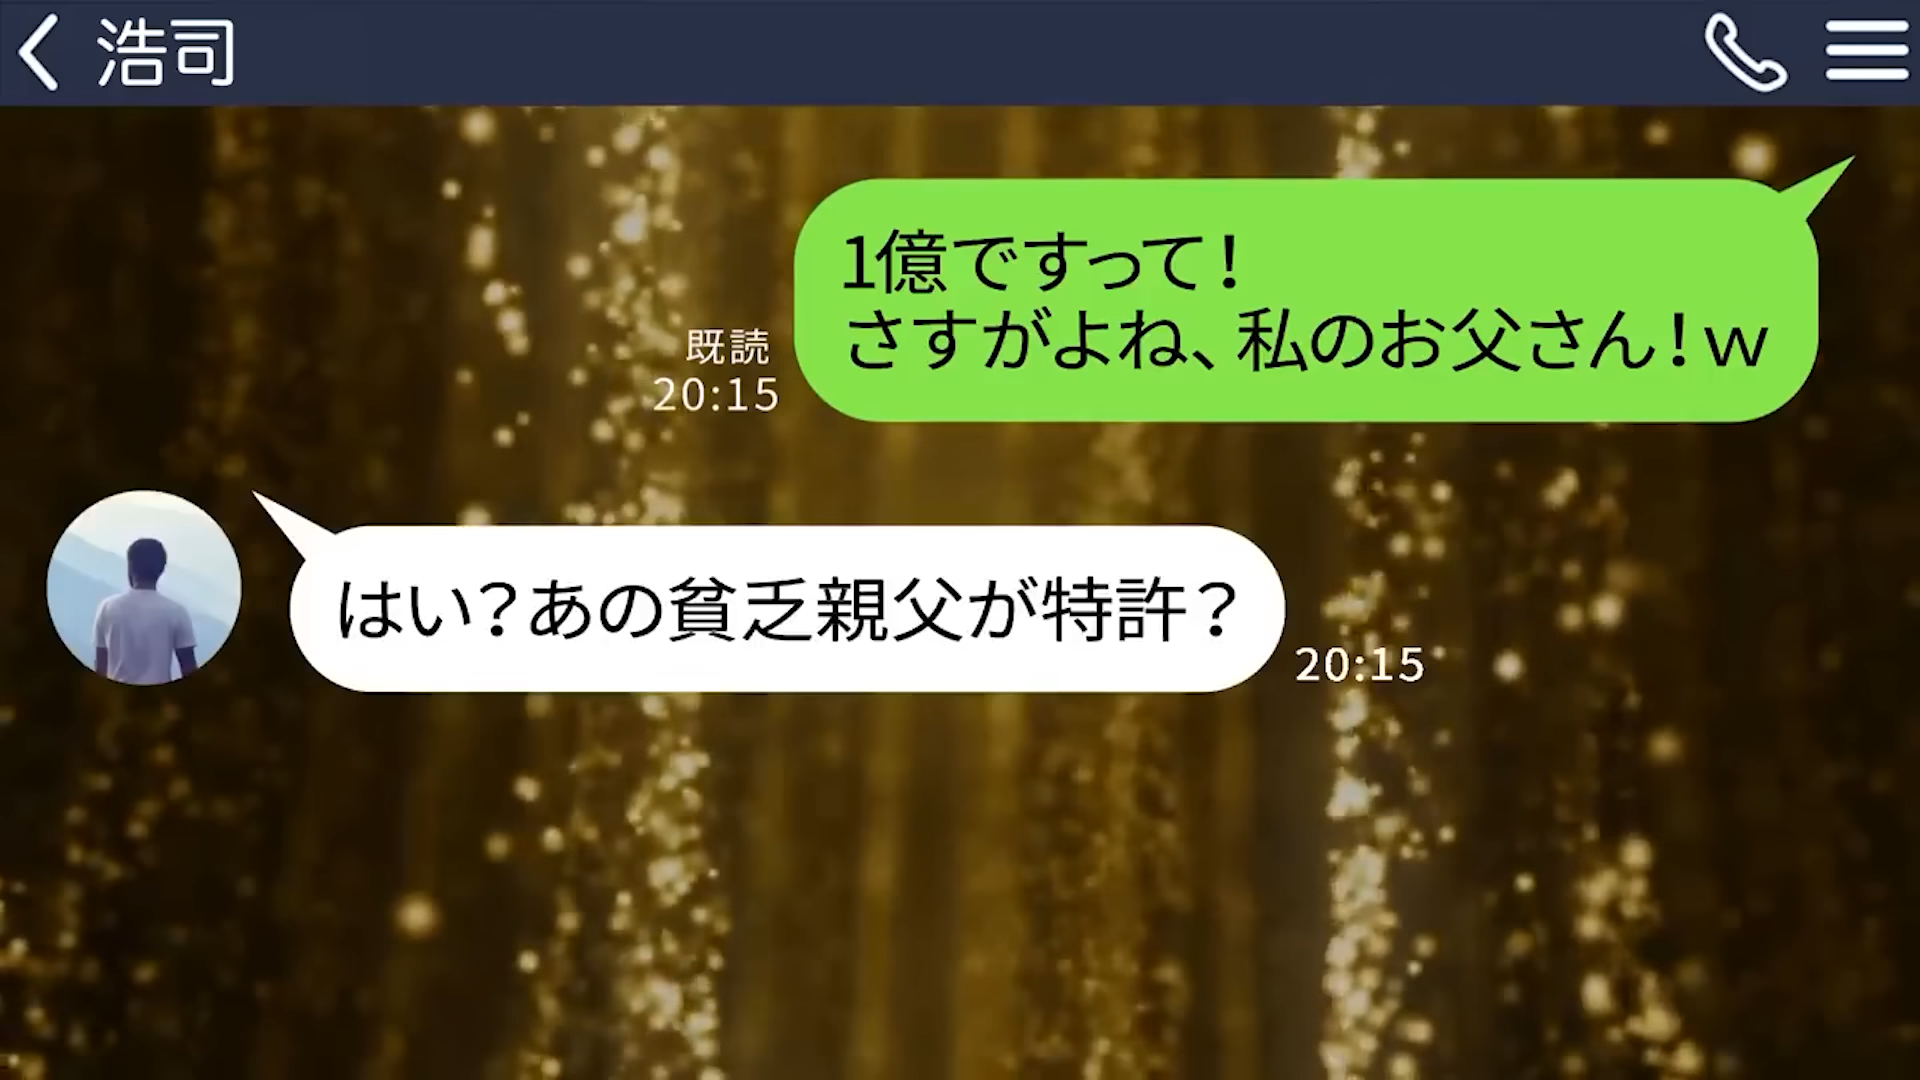 浩司
1億ですって！
さすがよね、私のお父さん！ｗ
既読
20:15
はい？あの貧乏親父が特許？
20:15